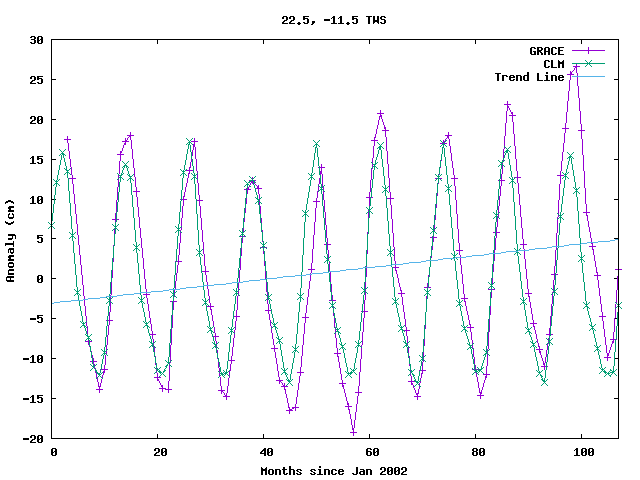 22.5, -11.5 TWS
GRACE
CLM
Trend Line
30
25
20
15
10
5
0
-5
-10
-15
-20
Anomaly (cm)
0 20 40 60 80 100
Months since Jan 2002